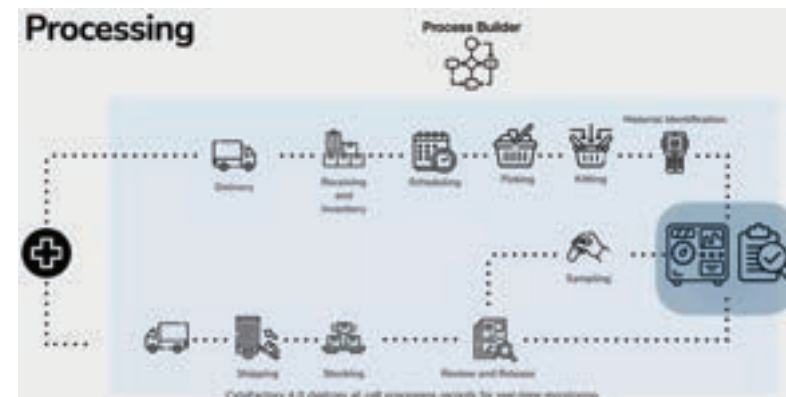 Processing
Process Builder
Material Identification
Delivery
Receiving
and
Inventory
Scheduling
Picking
Kitting
Sampling
Shipping
Stocking
Review and Release